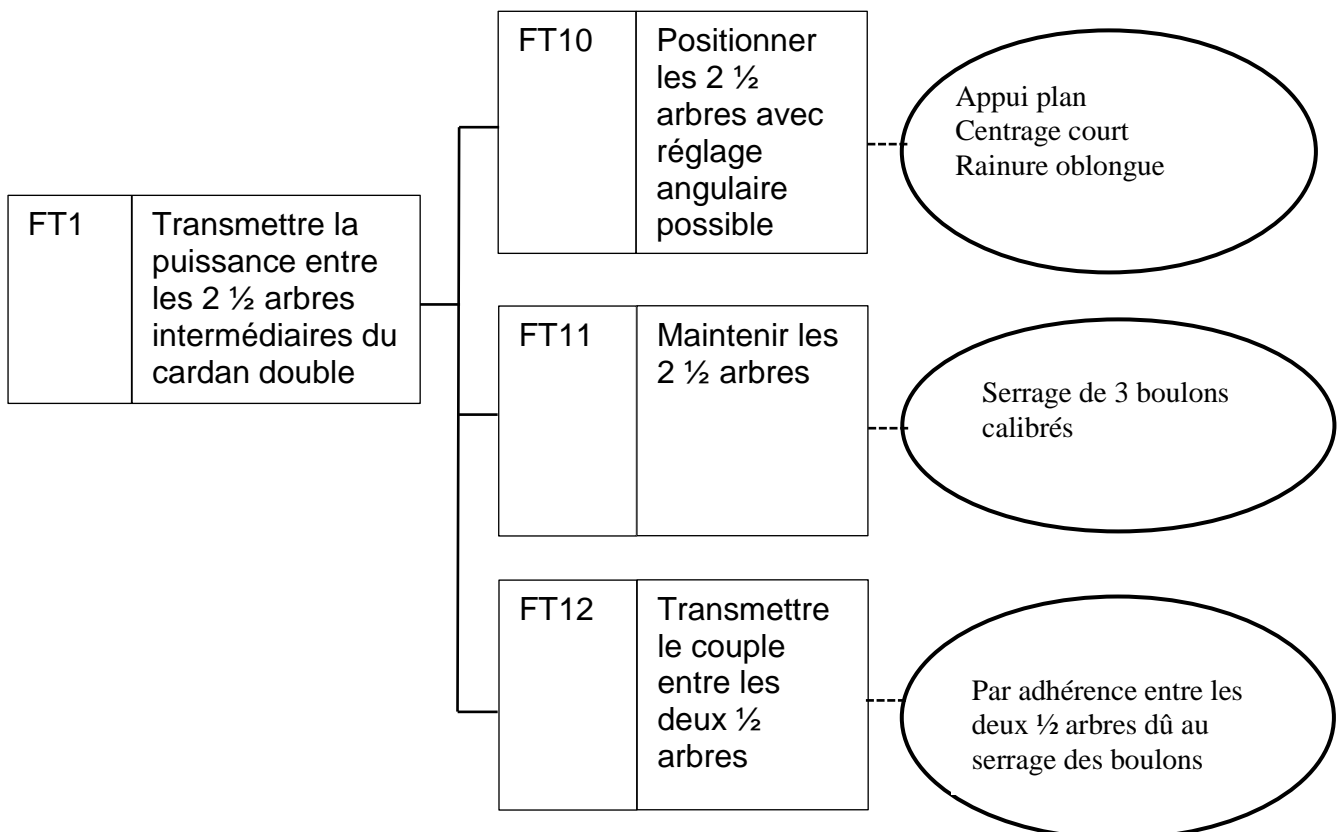 FT1
Transmettre la
puissance entre
les 2 ½ arbres
intermédiaires du
cardan double
FT10
Positionner
les 2 ½
arbres avec
réglage
angulaire
possible
Appui plan
Centrage court
Rainure oblongue
FT11
Maintenir les
2 ½ arbres
Serrage de 3 boulons
calibrés
FT12
Transmettre
le couple
entre les
deux ½
arbres
Par adhérence entre les
deux ½ arbres dû au
serrage des boulons